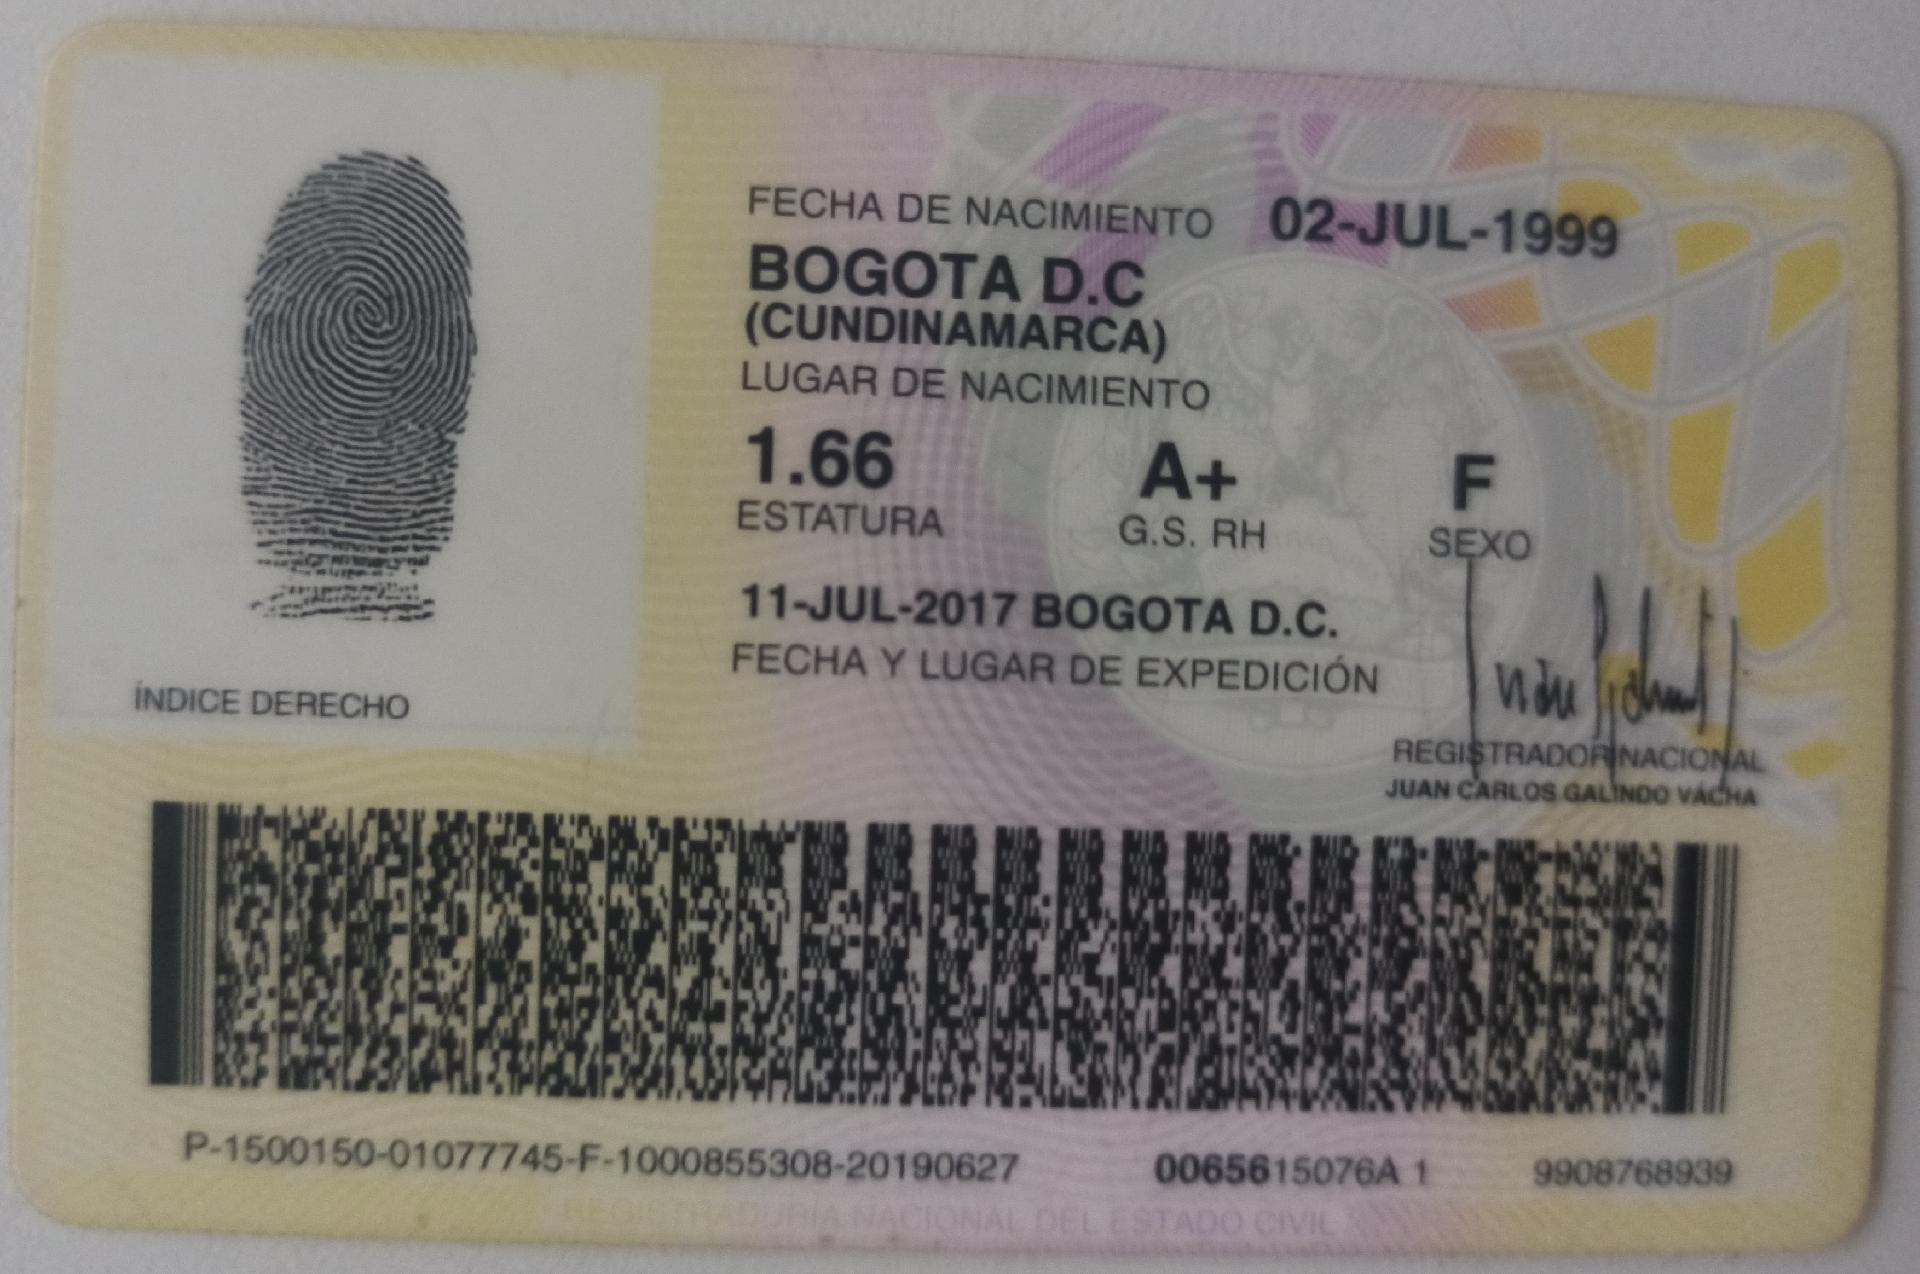 FECHA DE NACIMIENTO 02-JUL-1999
BOGOTA D.C
(CUNDINAMARCA)
LUGAR DE NACIMIENTO
1.66 A+ F
ESTATURA G.S. RH SEXO
11-JUL-2017 BOGOTA D.C.
FECHA Y LUGAR DE EXPEDICIÓN
ÍNDICE DERECHO
REGISTRADOR NACIONAL
JUAN CARLOS GALINDO VÁCHA
P-1500150-01077745-F-1000855308-20190627 0065615076A 1 9908768939
REGISTRADURIA NACIONAL DEL ESTADO CIVIL